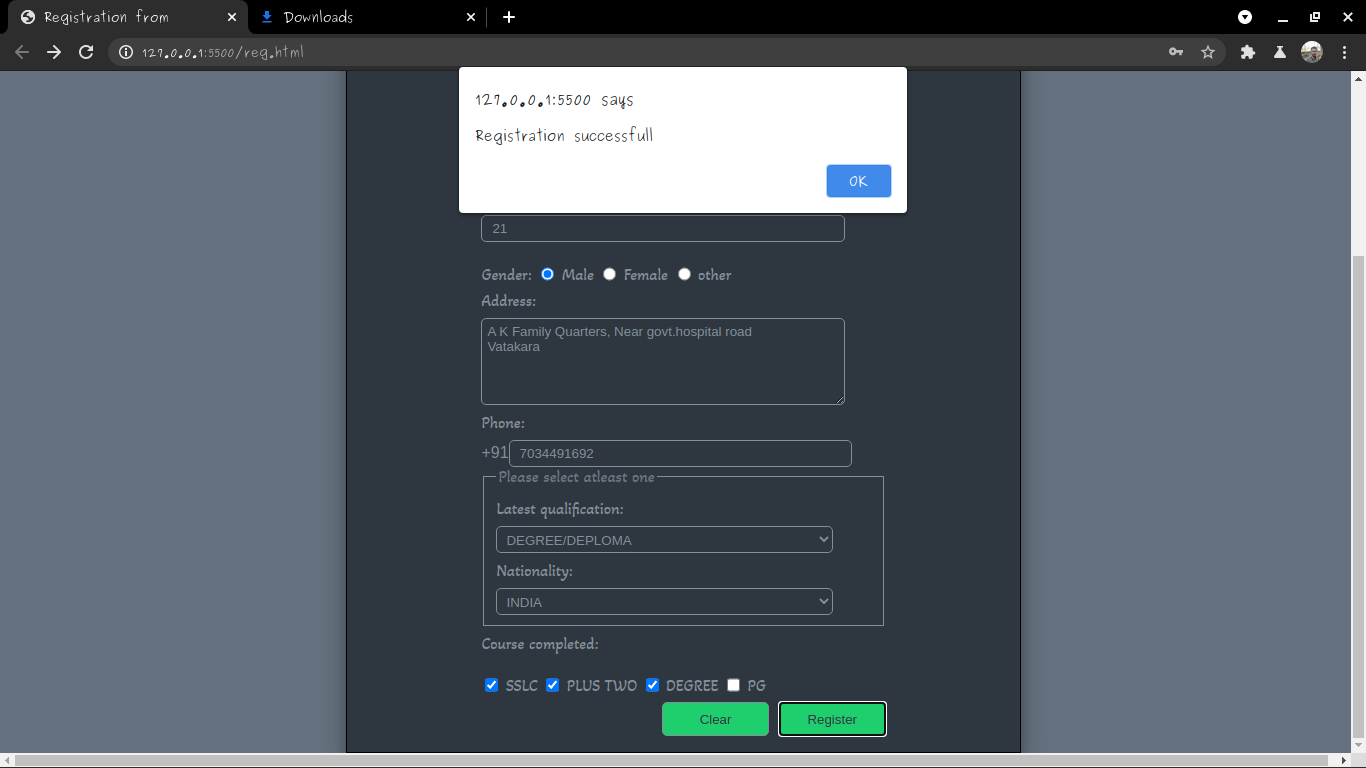 Registration from
Downloads
127.0.0.1:5500/reg.html
127.0.0.1:5500 says
Registration successfull
OK
21
Gender: Male Female other
Address:
A K Family Quarters, Near govt.hospital road
Vatakara
Phone:
+91 7034491692
Please select atleast one
Latest qualification:
DEGREE/DEPLOMA
Nationality:
INDIA
Course completed:
SSLC PLUS TWO DEGREE PG
Clear Register